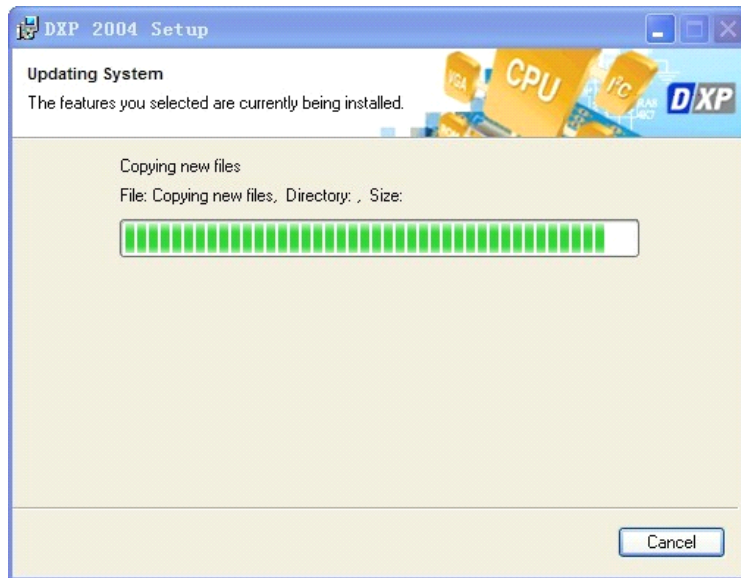 DXP 2004 Setup
Updating System
The features you selected are currently being installed.
VGA
CPU
I²C
DXP
Copying new files
File: Copying new files, Directory: , Size:
Cancel